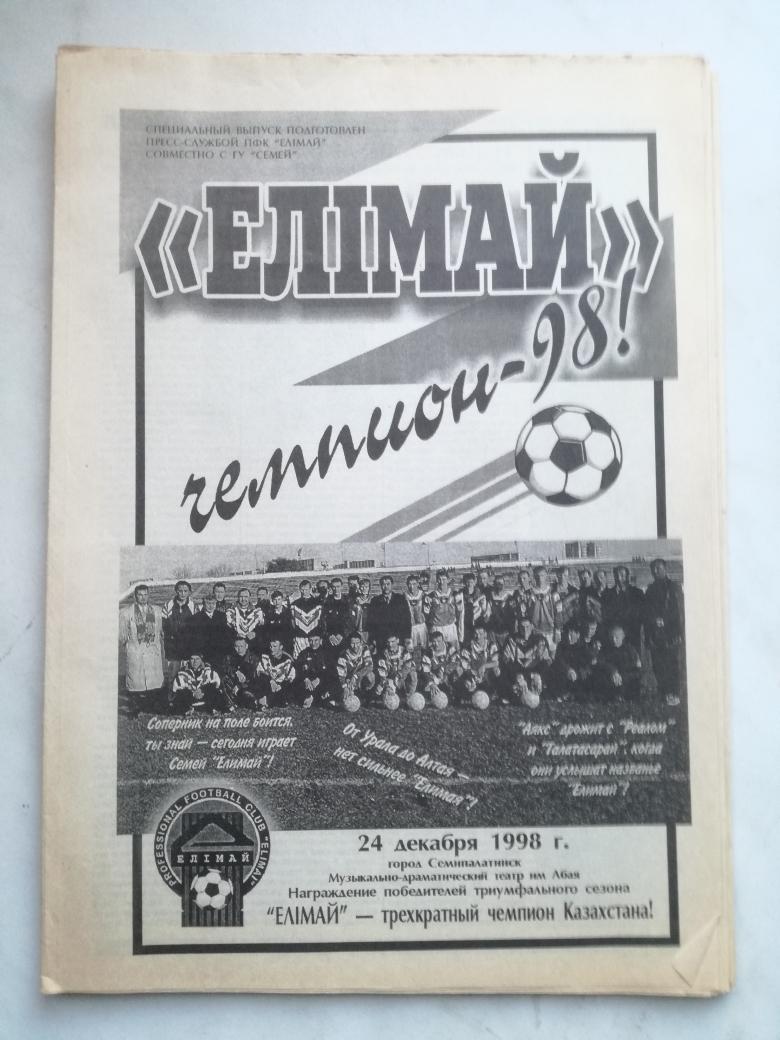 СПЕЦИАЛЬНЫЙ ВЫПУСК ПОДГОТОВЛЕН
ПРЕСС-СЛУЖБОЙ ПФК "ЕЛІМАЙ"
СОВМЕСТНО С ГУ "СЕМЕЙ"
«ЕЛІМАЙ»
чемпион-98!
Соперник на поле боится,
ты знай — сегодня играет
Семей "Елимай"!
От Урала до Алтая —
нет сильнее "Елимая"!
"Аякс" дрожит с "Реалом"
и "Галатасарай", когда
они услышат названье
"Елимай"!
PROFESSIONAL FOOTBALL CLUB "ELIMAI"
ЕЛІМАЙ
24 декабря 1998 г.
город Семипалатинск
Музыкально-драматический театр им Абая
Награждение победителей триумфального сезона
"ЕЛІМАЙ" — трехкратный чемпион Казахстана!